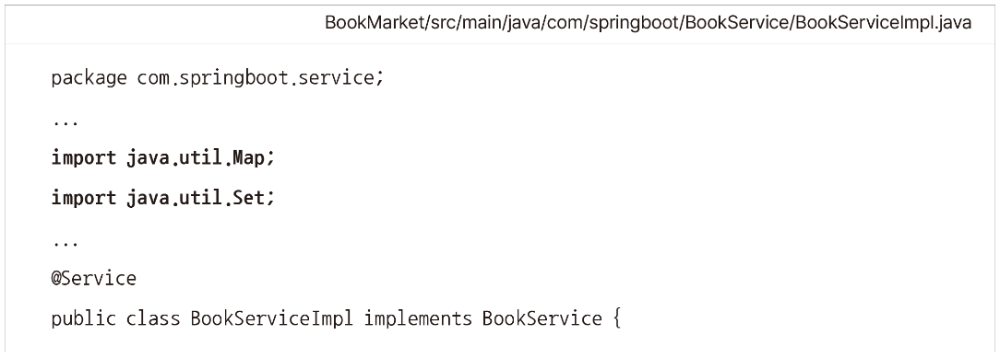 BookMarket/src/main/java/com/springboot/BookService/BookServiceImpl.java
package com.springboot.service;
...
import java.util.Map;
import java.util.Set;
...
@Service
public class BookServiceImpl implements BookService {